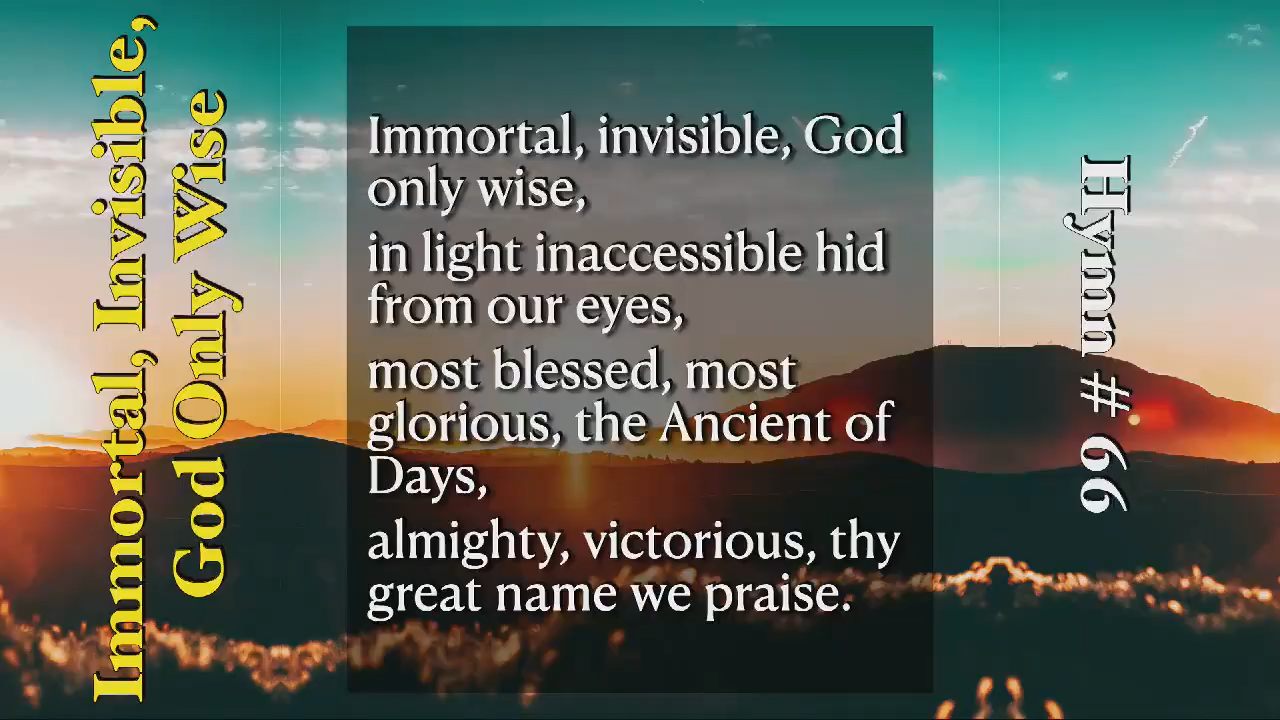 Immortal, Invisible,
God Only Wise
Immortal, invisible, God
only wise,
in light inaccessible hid
from our eyes,
most blessed, most
glorious, the Ancient of
Days,
almighty, victorious, thy
great name we praise.
Hymn # 66